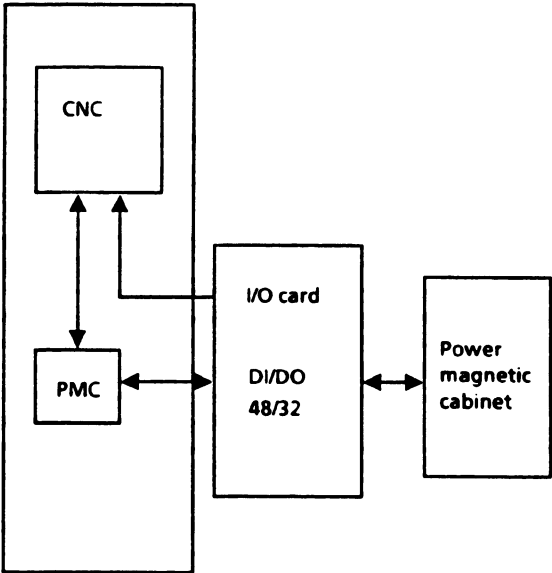 CNC
I/O card
Power
magnetic
cabinet
PMC
DI/DO
48/32